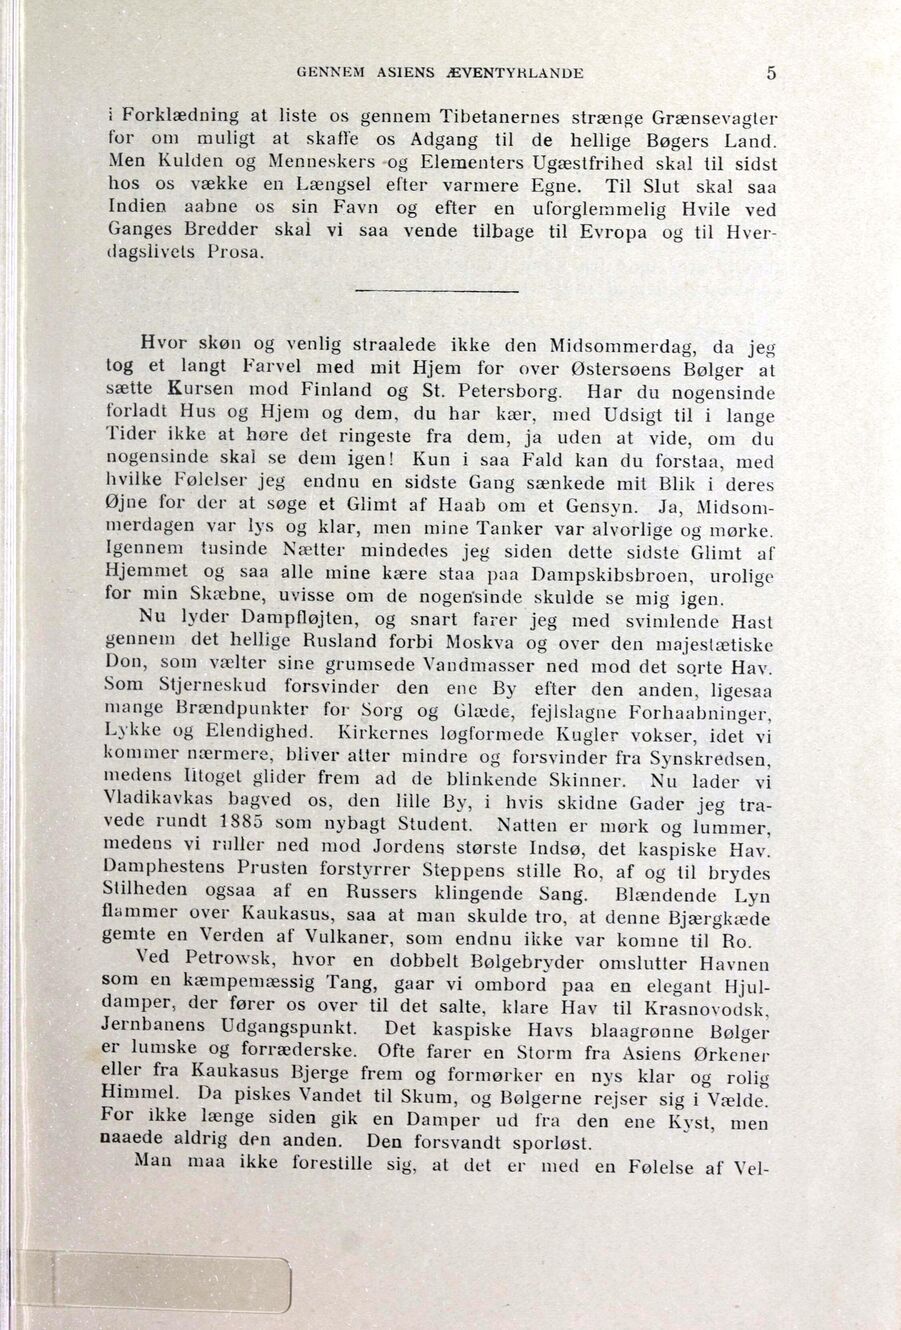 GENNEM ASIENS ÆVENTYRLANDE 5
i Forklædning at liste os gennem Tibetanernes strænge Grænsevagter
for om muligt at skaffe os Adgang til de hellige Bøgers Land.
Men Kulden og Menneskers og Elementers Ugæstfrihed skal til sidst
hos os vække en Længsel efter varmere Egne. Til Slut skal saa
Indien aabne os sin Favn og efter en uforglemmelig Hvile ved
Ganges Bredder skal vi saa vende tilbage til Evropa og til Hver-
dagslivets Prosa.
Hvor skøn og venlig straalede ikke den Midsommerdag, da jeg
tog et langt Farvel med mit Hjem for over Østersøens Bølger at
sætte Kursen mod Finland og St. Petersborg. Har du nogensinde
forladt Hus og Hjem og dem, du har kær, med Udsigt til i lange
Tider ikke at høre det ringeste fra dem, ja uden at vide, om du
nogensinde skal se dem igen! Kun i saa Fald kan du forstaa, med
hvilke Følelser jeg endnu en sidste Gang sænkede mit Blik i deres
Øjne for der at søge et Glimt af Haab om et Gensyn. Ja, Midsom-
merdagen var lys og klar, men mine Tanker var alvorlige og mørke.
Igennem tusinde Nætter mindedes jeg siden dette sidste Glimt af
Hjemmet og saa alle mine kære staa paa Dampskibsbroen, urolige
for min Skæbne, uvisse om de nogensinde skulde se mig igen.
Nu lyder Dampfløjten, og snart farer jeg med svimlende Hast
gennem det hellige Rusland forbi Moskva og over den majestætiske
Don, som vælter sine grumsede Vandmasser ned mod det sorte Hav.
Som Stjerneskud forsvinder den ene By efter den anden, ligesaa
mange Brændpunkter for Sorg og Glæde, fejlslagne Forhaabninger,
Lykke og Elendighed. Kirkernes løgformede Kugler vokser, idet vi
kommer nærmere, bliver atter mindre og forsvinder fra Synskredsen,
medens Iltoget glider frem ad de blinkende Skinner. Nu lader vi
Vladikavkas bagved os, den lille By, i hvis skidne Gader jeg tra-
vede rundt 1885 som nybagt Student. Natten er mørk og lummer,
medens vi ruller ned mod Jordens største Indsø, det kaspiske Hav.
Damphestens Prusten forstyrrer Steppens stille Ro, af og til brydes
Stilheden ogsaa af en Russers klingende Sang. Blændende Lyn
flammer over Kaukasus, saa at man skulde tro, at denne Bjærgkæde
gemte en Verden af Vulkaner, som endnu ikke var komne til Ro.
Ved Petrowsk, hvor en dobbelt Bølgebryder omslutter Havnen
som en kæmpemæssig Tang, gaar vi ombord paa en elegant Hjul-
damper, der fører os over til det salte, klare Hav til Krasnovodsk,
Jernbanens Udgangspunkt. Det kaspiske Havs blaagrønne Bølger
er lumske og forræderske. Ofte farer en Storm fra Asiens Ørkener
eller fra Kaukasus Bjerge frem og formørker en nys klar og rolig
Himmel. Da piskes Vandet til Skum, og Bølgerne rejser sig i Vælde.
For ikke længe siden gik en Damper ud fra den ene Kyst, men
naaede aldrig den anden. Den forsvandt sporløst.
Man maa ikke forestille sig, at det er med en Følelse af Vel-